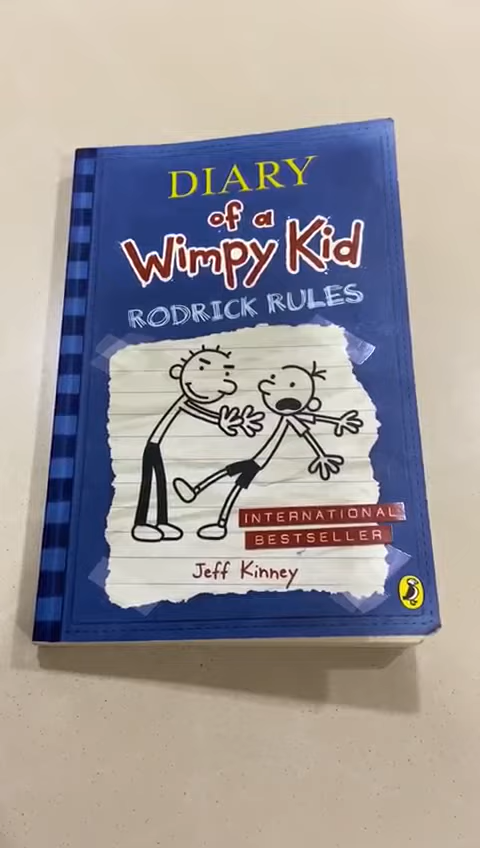 DIARY
of a
Wimpy Kid
RODRICK RULES
INTERNATIONAL
BESTSELLER
Jeff Kinney